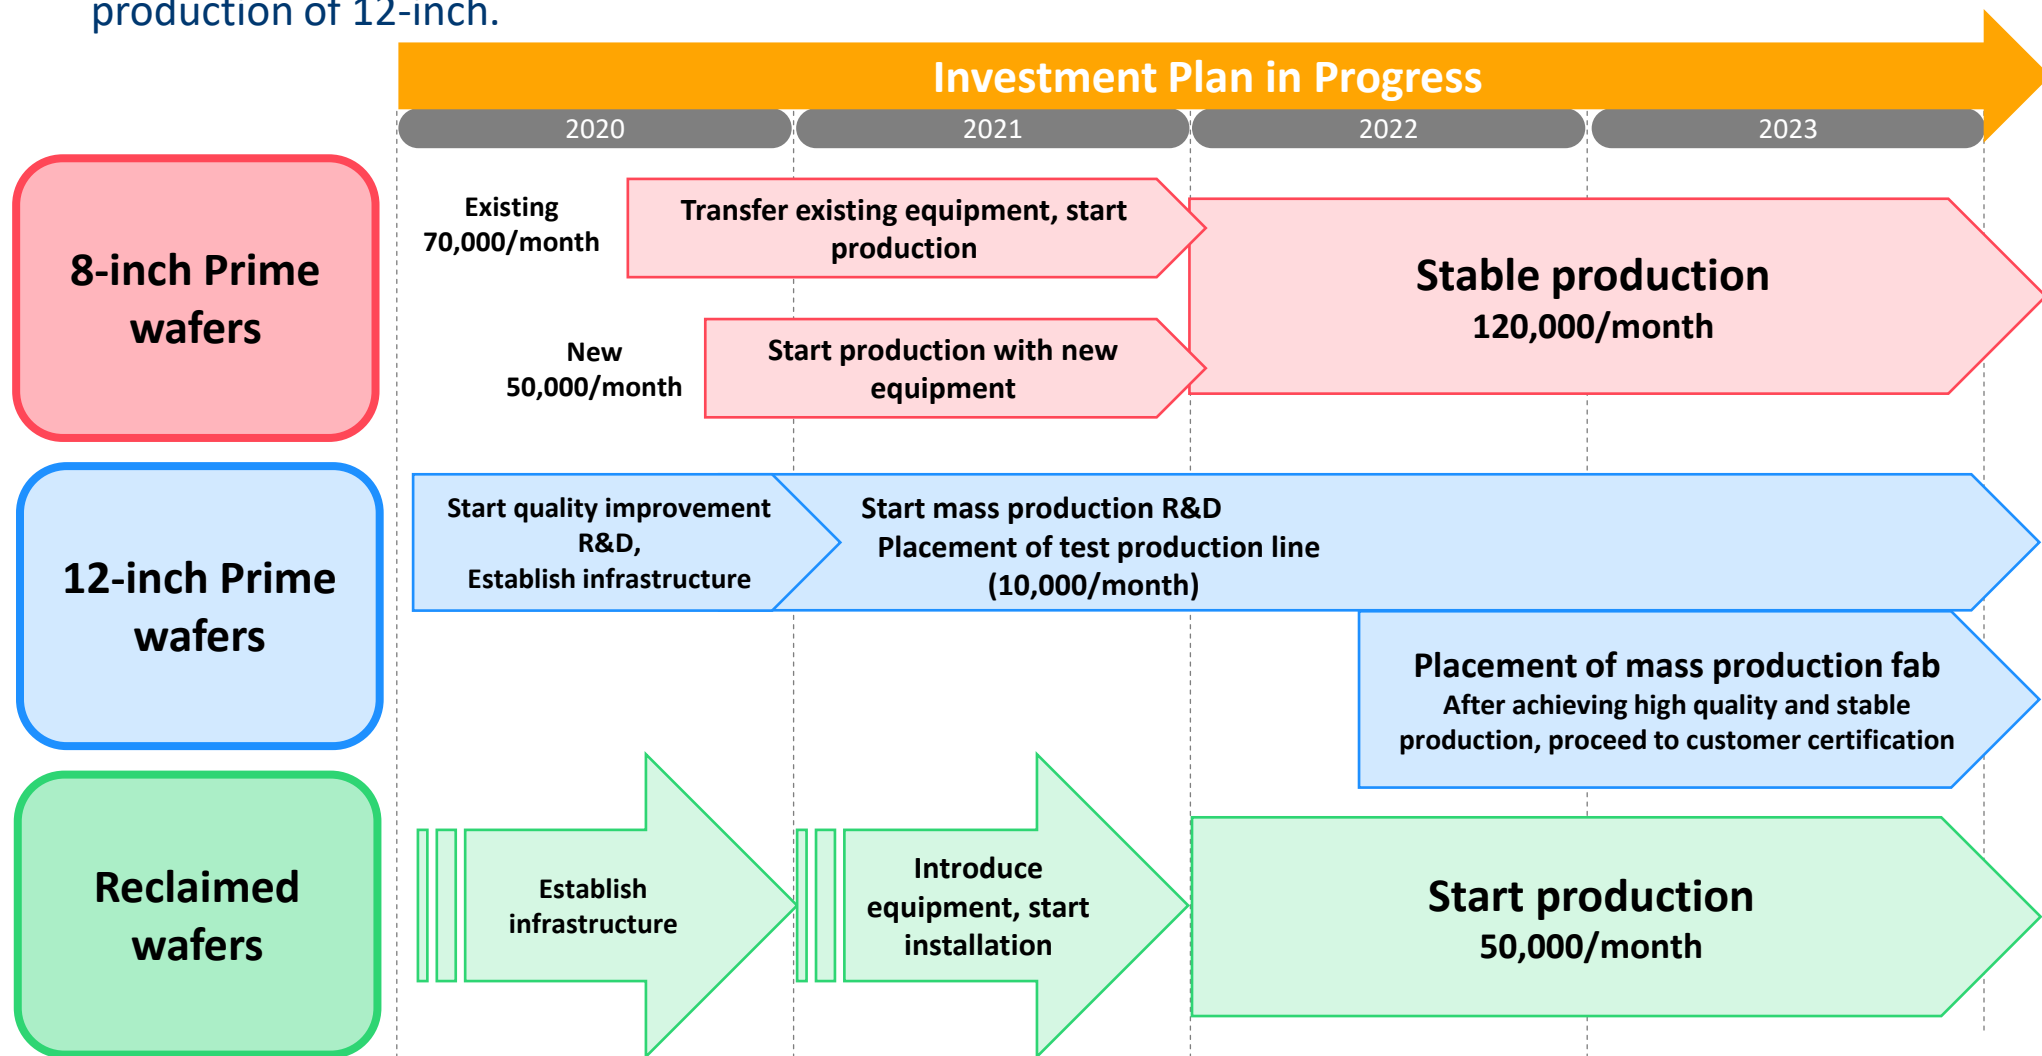 production of 12-inch.
Investment Plan in Progress
2020
2021
2022
2023
8-inch Prime
wafers
Existing
70,000/month
Transfer existing equipment, start
production
New
50,000/month
Start production with new
equipment
Stable production
120,000/month
12-inch Prime
wafers
Start quality improvement
R&D,
Establish infrastructure
Start mass production R&D
Placement of test production line
(10,000/month)
Placement of mass production fab
After achieving high quality and stable
production, proceed to customer certification
Reclaimed
wafers
Establish
infrastructure
Introduce
equipment, start
installation
Start production
50,000/month